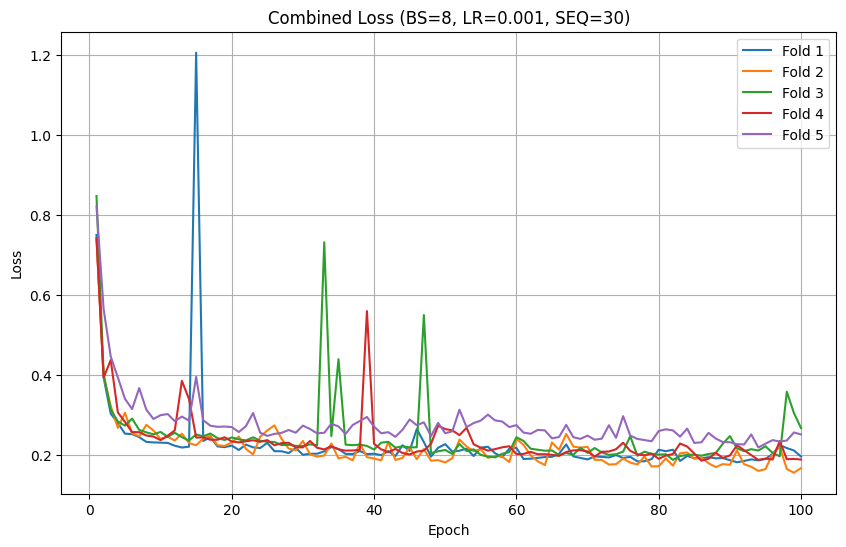 Combined Loss (BS=8, LR=0.001, SEQ=30)
Fold 1
Fold 2
Fold 3
Fold 4
Fold 5
Loss
1.2
1.0
0.8
0.6
0.4
0.2
0
20
40
60
80
100
Epoch